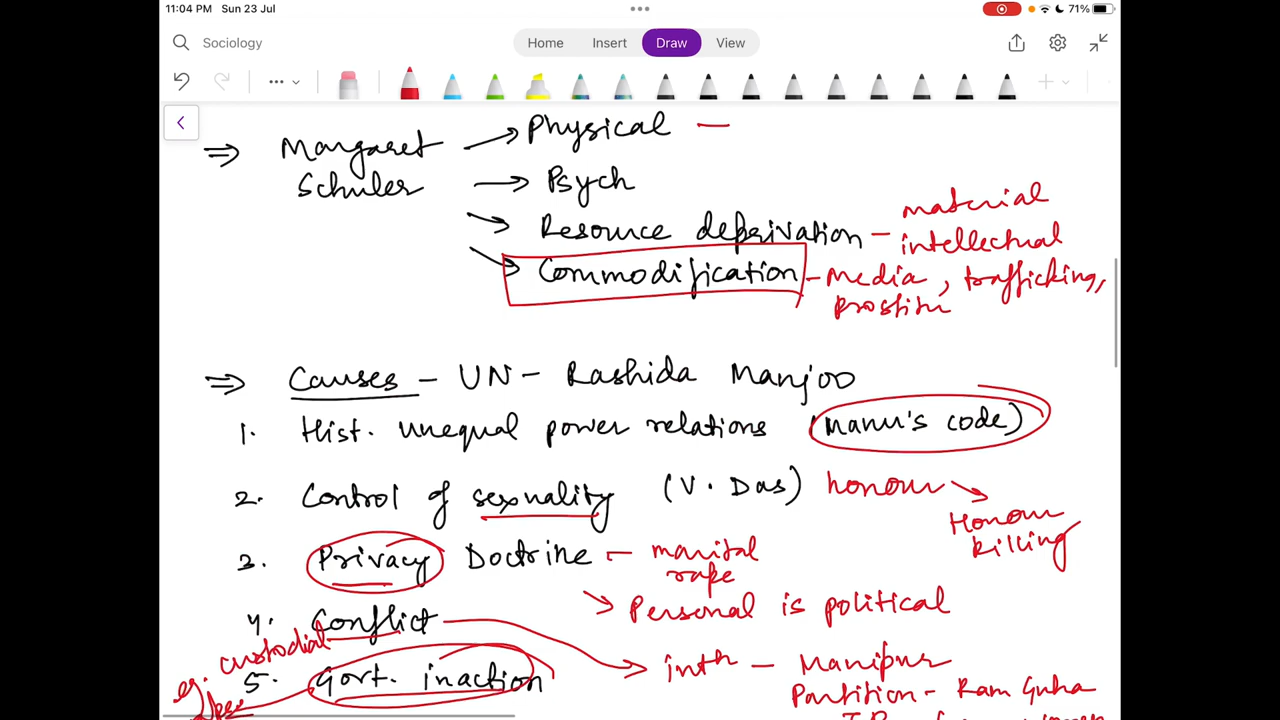 11:04 PM Sun 23 Jul
71%
Sociology
Home Insert Draw View
⇒ Margaret Schuler → Physical —
→ Psych
→ Resource deprivation — material
intellectual
→ Commodification — media, trafficking,
prostitn
⇒ Causes — UN — Rashida Manjoo
1. Hist. unequal power relations (Manu's code)
2. Control of sexuality (V. Das) honour → Honour
killing
3. Privacy Doctrine — marital
rape
→ Personal is political
4. Conflict → inth — Manipur
Partition — Ram Guha
custodial
5. Govt. inaction
eg.